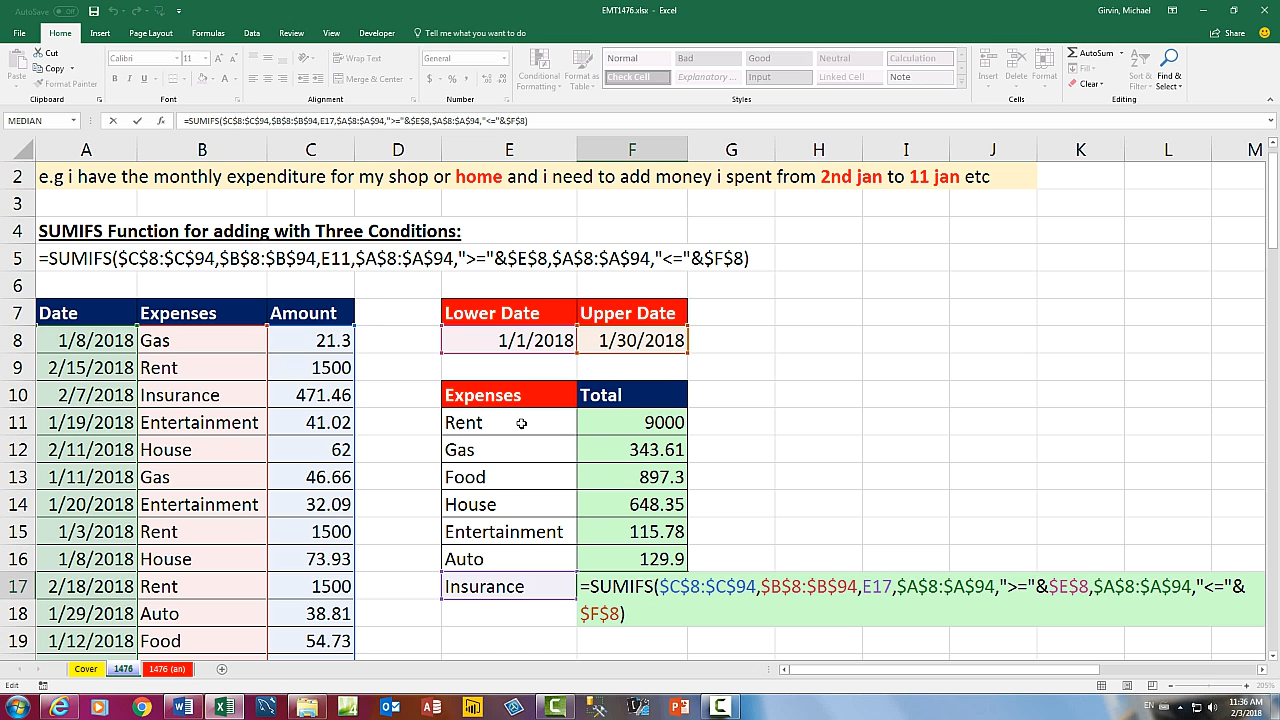 AutoSave Off
EMT1476.xlsx - Excel
Girvin, Michael
File Home Insert Page Layout Formulas Data Review View Developer Tell me what you want to do Share
Paste
Cut
Copy
Format Painter
Clipboard
Calibri 11
B I U
Font
Wrap Text
Merge & Center
Alignment
General
$ % ,
Number
Conditional Formatting
Format as Table
Normal Bad Good Neutral Calculation
Check Cell Explanatory ... Input Linked Cell Note
Styles
Insert Delete Format
Cells
AutoSum
Fill
Clear
Sort & Filter
Find & Select
Editing
MEDIAN fx =SUMIFS($C$8:$C$94,$B$8:$B$94,E17,$A$8:$A$94,">="&$E$8,$A$8:$A$94,"<="&$F$8)
A B C D E F G H I J K L M
2 e.g i have the monthly expenditure for my shop or home and i need to add money i spent from 2nd jan to 11 jan etc
3
4 SUMIFS Function for adding with Three Conditions:
5 =SUMIFS($C$8:$C$94,$B$8:$B$94,E11,$A$8:$A$94,">="&$E$8,$A$8:$A$94,"<="&$F$8)
6
7 Date Expenses Amount Lower Date Upper Date
8 1/8/2018 Gas 21.3 1/1/2018 1/30/2018
9 2/15/2018 Rent 1500
10 2/7/2018 Insurance 471.46 Expenses Total
11 1/19/2018 Entertainment 41.02 Rent 9000
12 2/11/2018 House 62 Gas 343.61
13 1/11/2018 Gas 46.66 Food 897.3
14 1/20/2018 Entertainment 32.09 House 648.35
15 1/3/2018 Rent 1500 Entertainment 115.78
16 1/8/2018 House 73.93 Auto 129.9
17 2/18/2018 Rent 1500 Insurance =SUMIFS($C$8:$C$94,$B$8:$B$94,E17,$A$8:$A$94,">="&$E$8,$A$8:$A$94,"<="&
18 1/29/2018 Auto 38.81 $F$8)
19 1/12/2018 Food 54.73
Cover 1476 1476 (an)
Edit 205%
EN 11:36 AM
2/3/2018